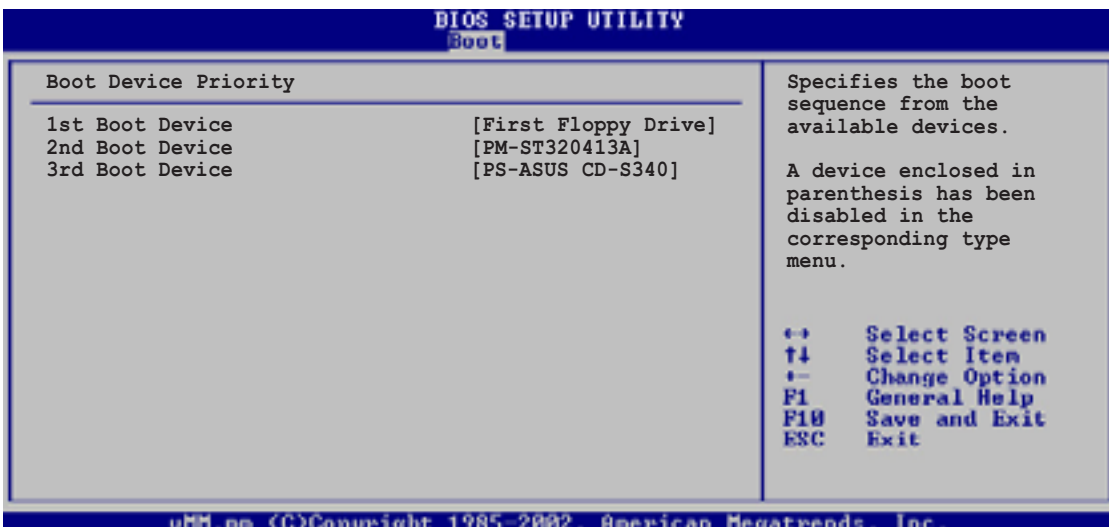 BIOS SETUP UTILITY
Boot
Boot Device Priority
1st Boot Device [First Floppy Drive]
2nd Boot Device [PM-ST320413A]
3rd Boot Device [PS-ASUS CD-S340]
Specifies the boot
sequence from the
available devices.
A device enclosed in
parenthesis has been
disabled in the
corresponding type
menu.
←→ Select Screen
↑↓ Select Item
+- Change Option
F1 General Help
F10 Save and Exit
ESC Exit
(C)Copyright 1985-2002, American Megatrends, Inc.